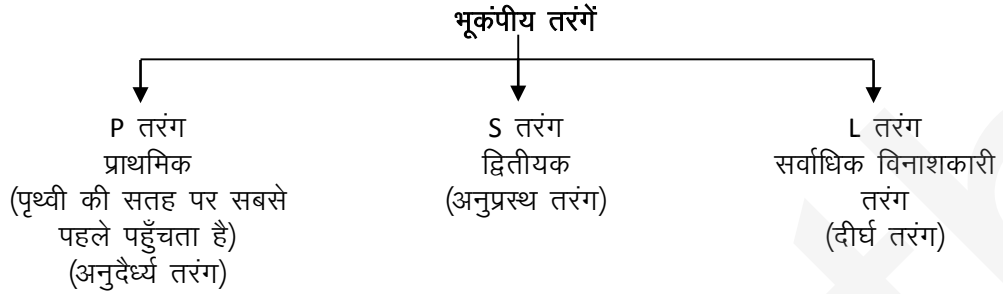 भूकंपीय तरंगें
P तरंग
प्राथमिक
(पृथ्वी की सतह पर सबसे
पहले पहुँचता है)
(अनुदैर्ध्य तरंग)
S तरंग
द्वितीयक
(अनुप्रस्थ तरंग)
L तरंग
सर्वाधिक विनाशकारी
तरंग
(दीर्घ तरंग)